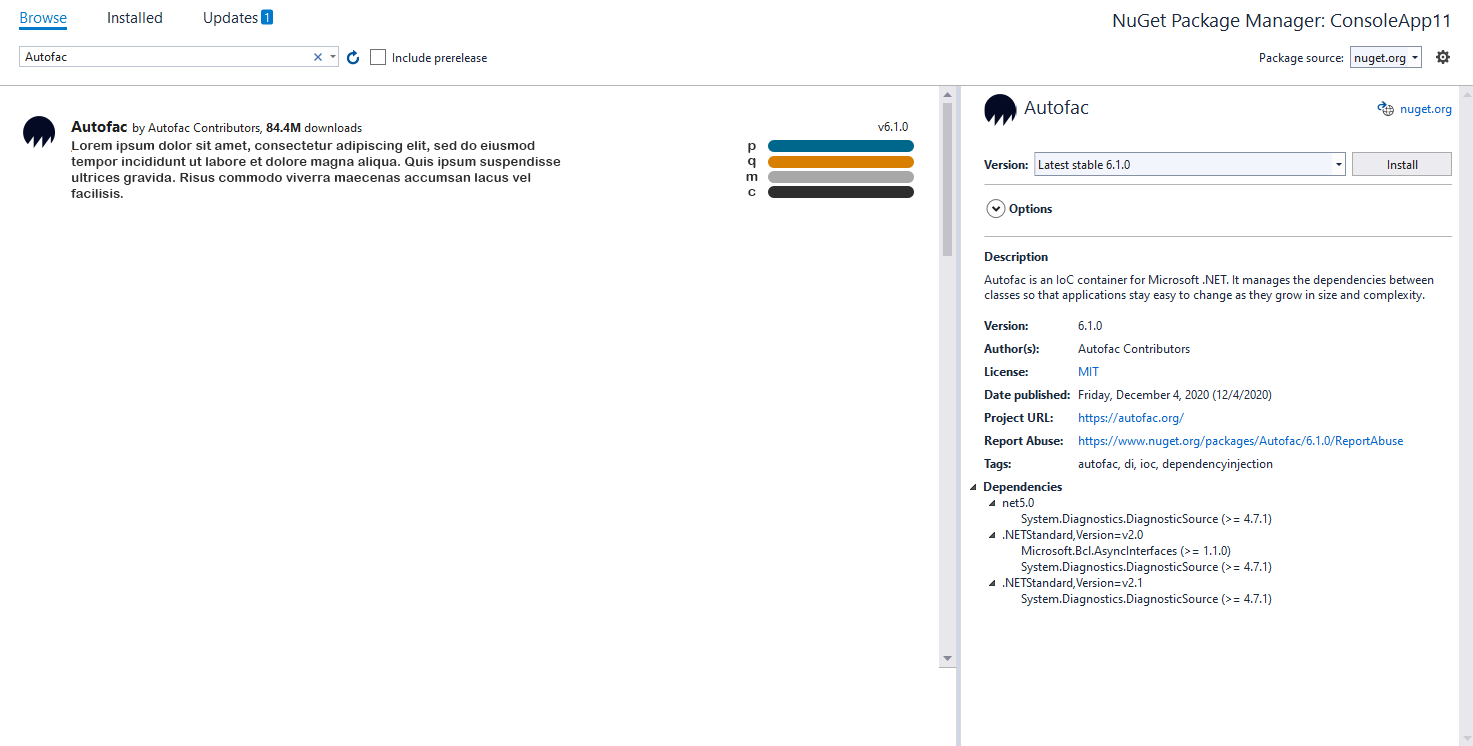 Browse Installed Updates 1
NuGet Package Manager: ConsoleApp11
Autofac
Include prerelease
Package source: nuget.org
Autofac by Autofac Contributors, 84.4M downloads
v6.1.0
Lorem ipsum dolor sit amet, consectetur adipiscing elit, sed do eiusmod
tempor incididunt ut labore et dolore magna aliqua. Quis ipsum suspendisse
ultrices gravida. Risus commodo viverra maecenas accumsan lacus vel
facilisis.
p
q
m
c
Autofac
nuget.org
Version: Latest stable 6.1.0 Install
Options
Description
Autofac is an IoC container for Microsoft .NET. It manages the dependencies between
classes so that applications stay easy to change as they grow in size and complexity.
Version: 6.1.0
Author(s): Autofac Contributors
License: MIT
Date published: Friday, December 4, 2020 (12/4/2020)
Project URL: https://autofac.org/
Report Abuse: https://www.nuget.org/packages/Autofac/6.1.0/ReportAbuse
Tags: autofac, di, ioc, dependencyinjection
Dependencies
net5.0
System.Diagnostics.DiagnosticSource (>= 4.7.1)
.NETStandard,Version=v2.0
Microsoft.Bcl.AsyncInterfaces (>= 1.1.0)
System.Diagnostics.DiagnosticSource (>= 4.7.1)
.NETStandard,Version=v2.1
System.Diagnostics.DiagnosticSource (>= 4.7.1)